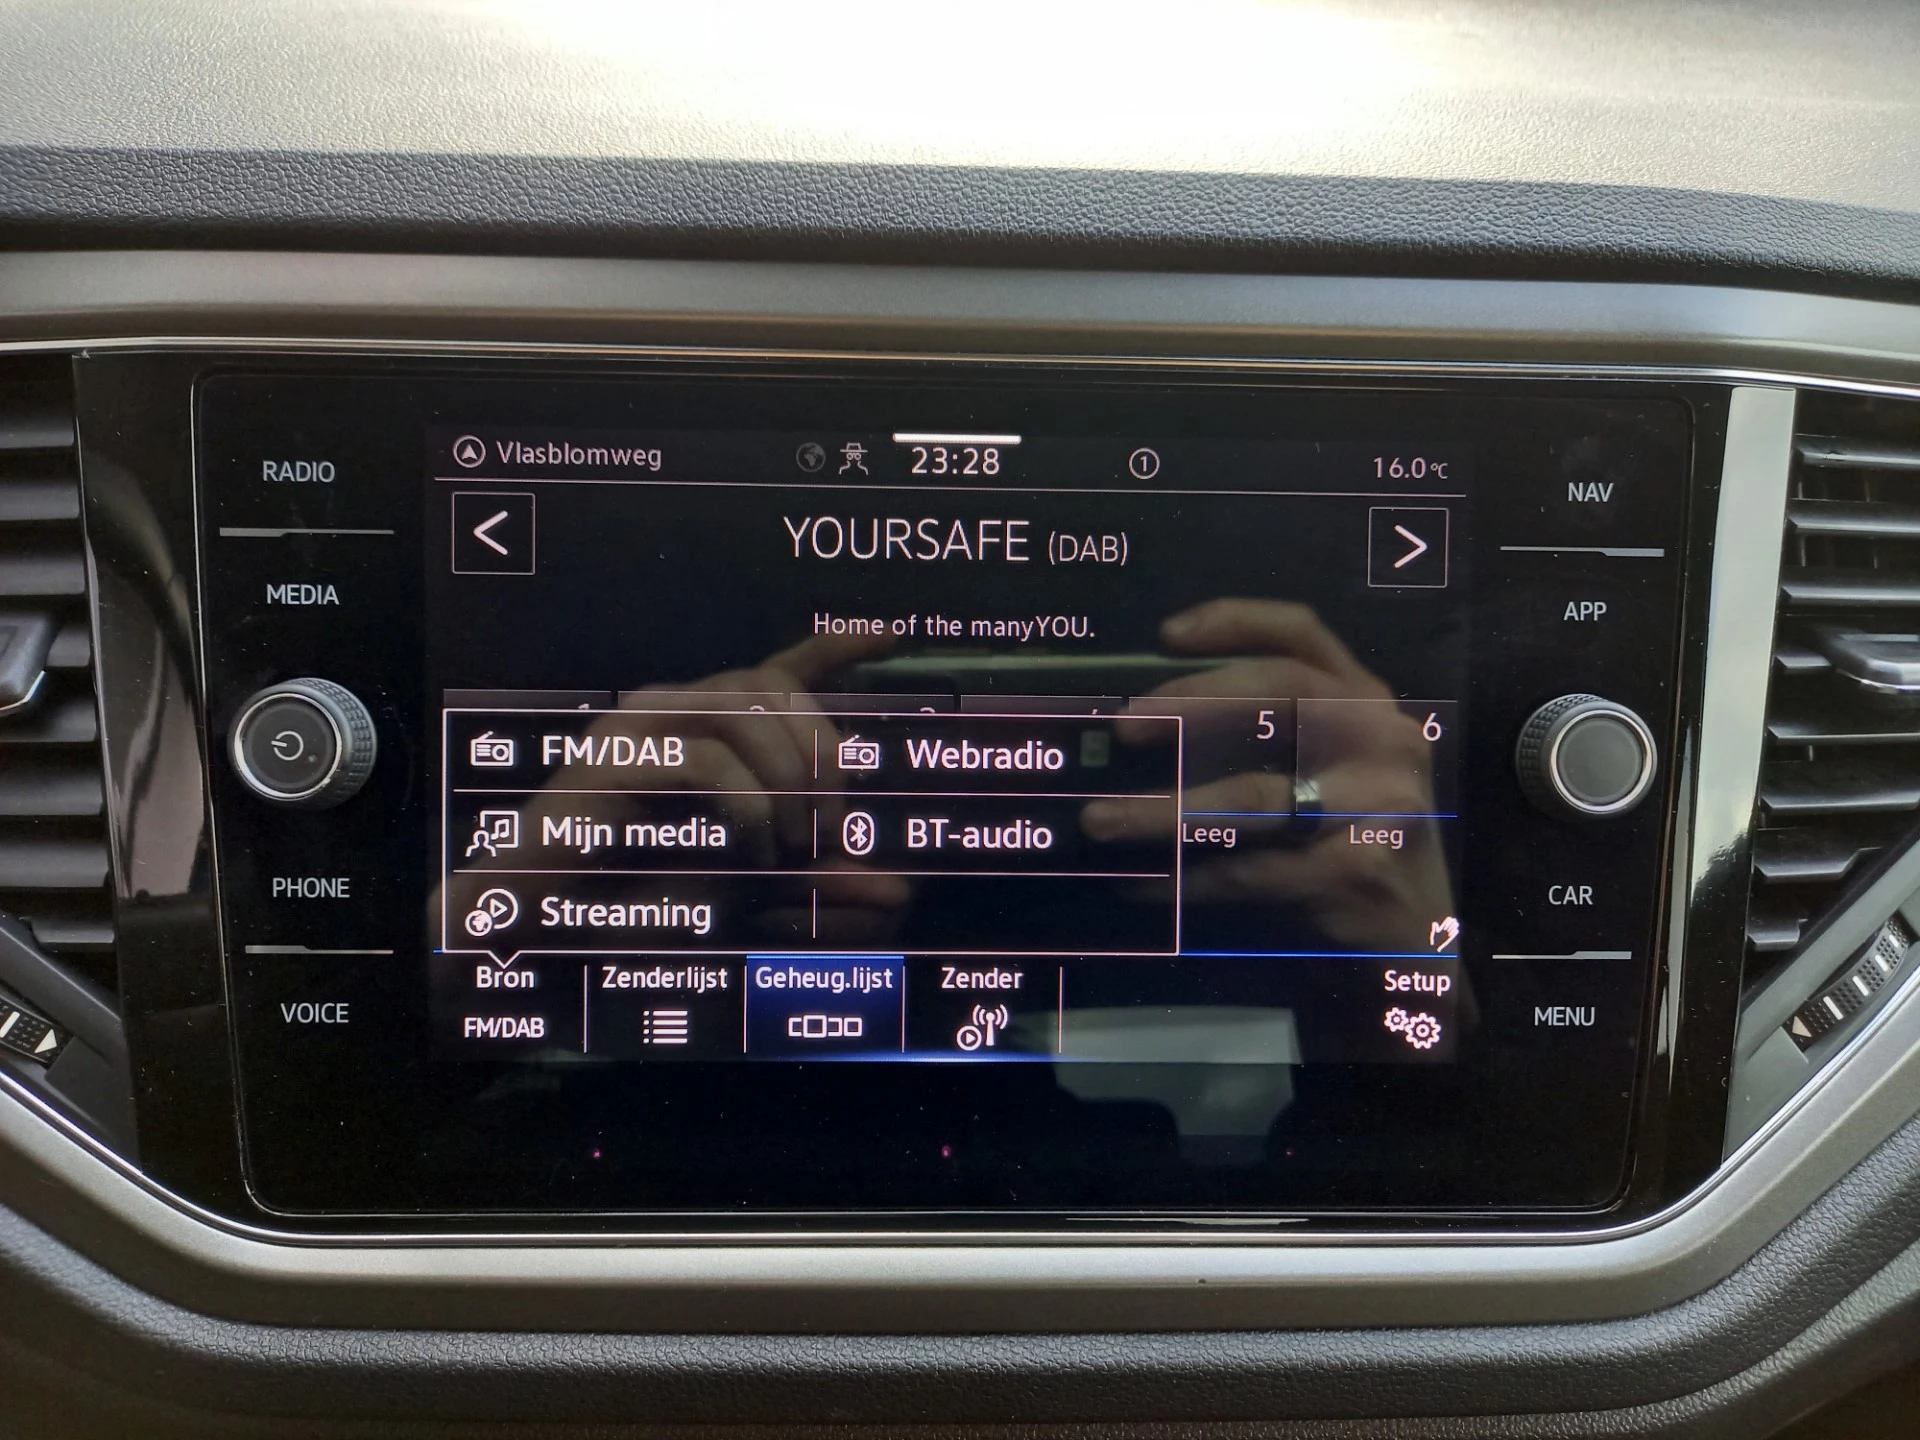 RADIO
MEDIA
PHONE
VOICE
Vlasblomweg
23:28
1
16.0°C
YOURSAFE (DAB)
Home of the manyYOU.
5
6
FM/DAB
Webradio
Mijn media
BT-audio
Streaming
Leeg
Leeg
Bron
FM/DAB
Zenderlijst
Geheug.lijst
Zender
Setup
NAV
APP
CAR
MENU